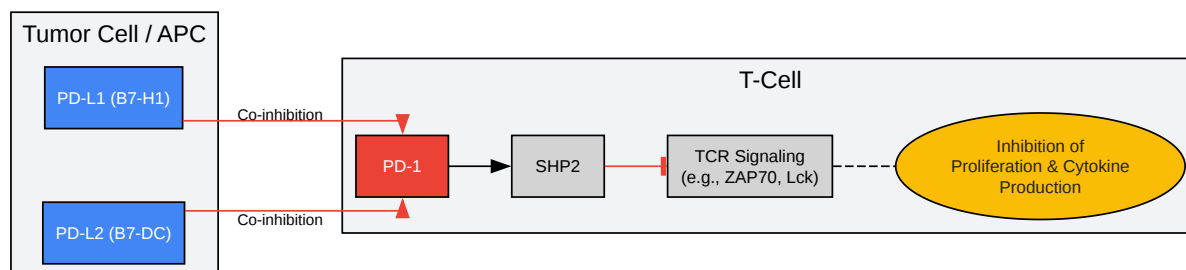 Tumor Cell / APC
PD-L1 (B7-H1)
PD-L2 (B7-DC)
Co-inhibition
Co-inhibition
T-Cell
PD-1
SHP2
TCR Signaling
(e.g., ZAP70, Lck)
Inhibition of
Proliferation & Cytokine
Production